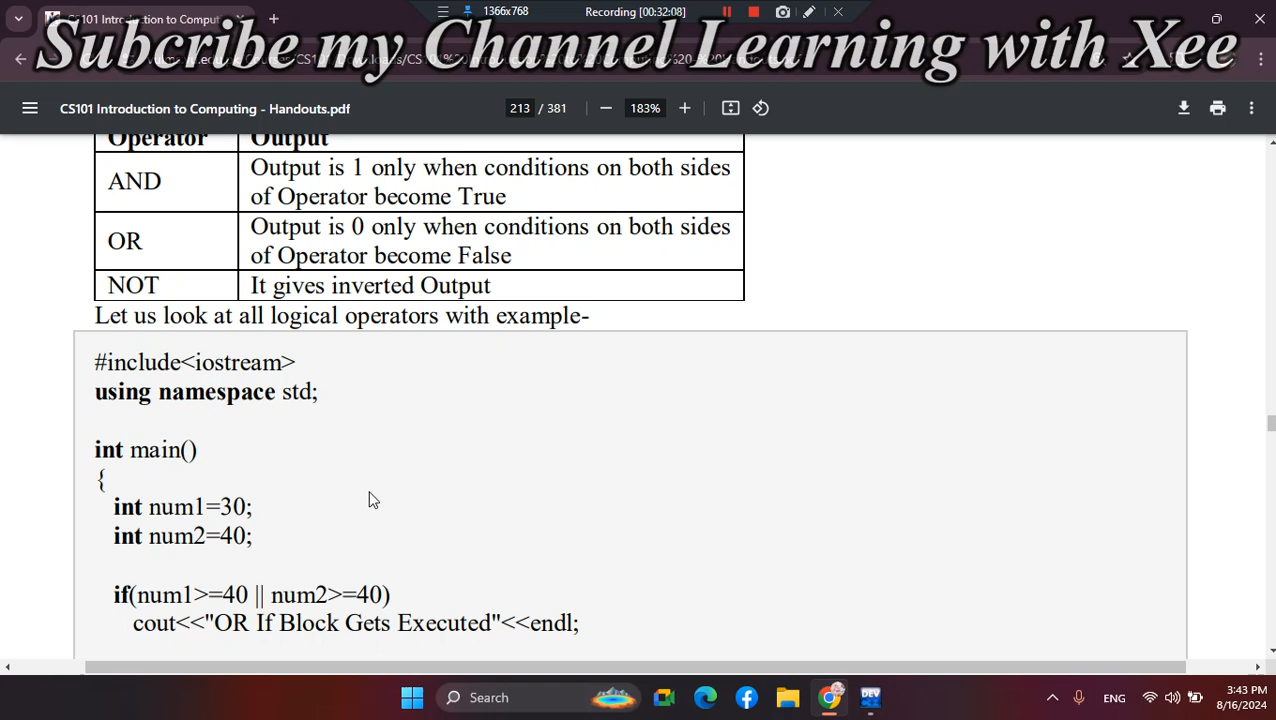 1366x768
Recording [00:32:08]
CS101 Introduction to Comput
Subcribe my Channel Learning with Xee
CS101 Introduction to Computing - Handouts.pdf
213 / 381
183%
Operator Output
AND Output is 1 only when conditions on both sides
of Operator become True
OR Output is 0 only when conditions on both sides
of Operator become False
NOT It gives inverted Output
Let us look at all logical operators with example-
#include<iostream>
using namespace std;
int main()
{
int num1=30;
int num2=40;
if(num1>=40 || num2>=40)
cout<<"OR If Block Gets Executed"<<endl;
Search
DEV
ENG
3:43 PM
8/16/2024